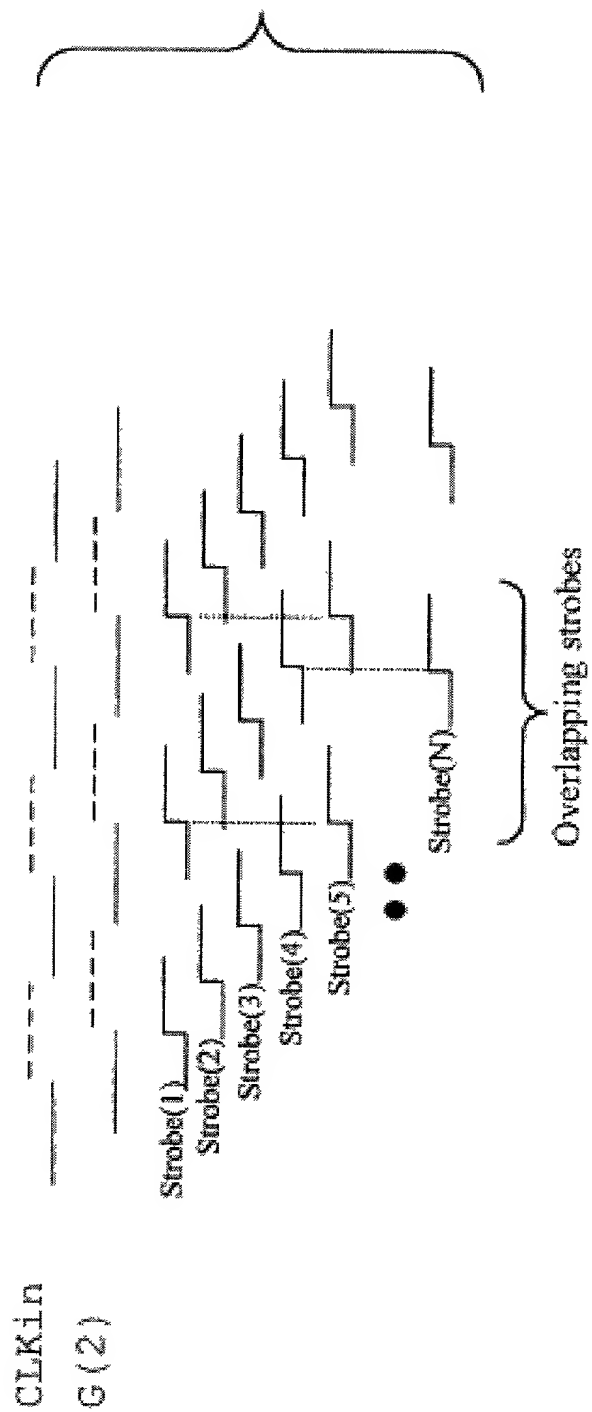 CLKin
G(2)
Strobe(1)
Strobe(2)
Strobe(3)
Strobe(4)
Strobe(5)
Strobe(N)
Overlapping strobes